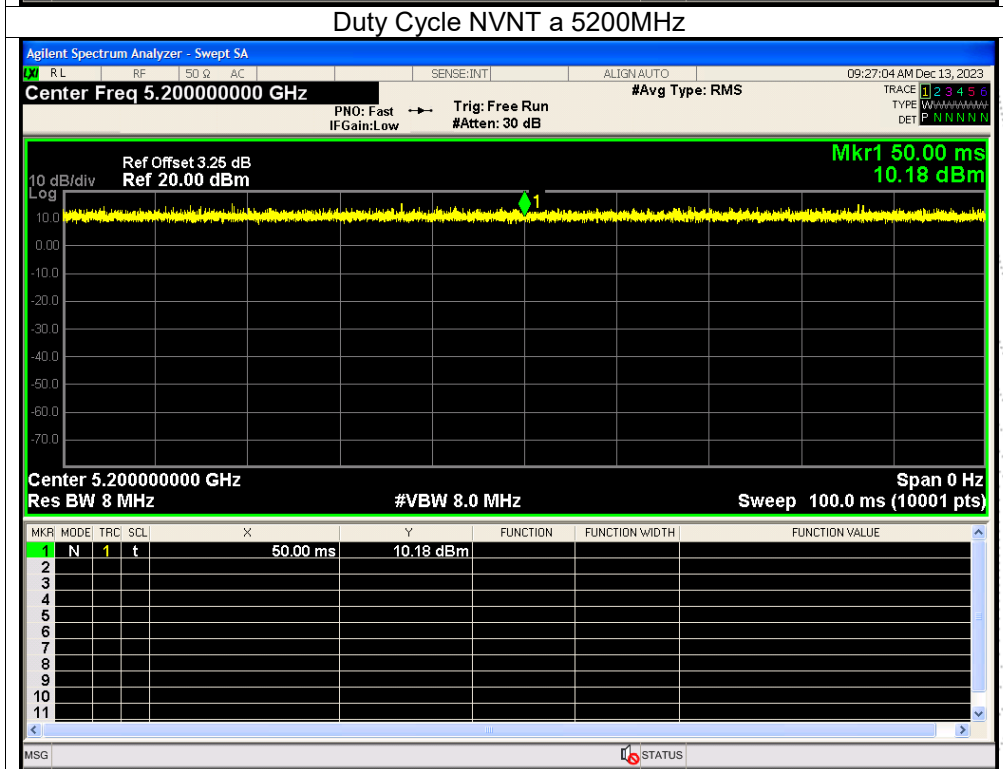 Duty Cycle NVNT a 5200MHz
Agilent Spectrum Analyzer - Swept SA
LXI RL RF 50 Ω AC SENSE:INT ALIGN AUTO 09:27:04 AM Dec 13, 2023
Center Freq 5.200000000 GHz #Avg Type: RMS TRACE 1 2 3 4 5 6
PNO: Fast Trig: Free Run TYPE WWWWWW
IFGain:Low #Atten: 30 dB DET P N N N N N
Mkr1 50.00 ms
Ref Offset 3.25 dB
10 dB/div Ref 20.00 dBm 10.18 dBm
Log
1
10.0
0.00
-10.0
-20.0
-30.0
-40.0
-50.0
-60.0
-70.0
Center 5.200000000 GHz Span 0 Hz
Res BW 8 MHz #VBW 8.0 MHz Sweep 100.0 ms (10001 pts)
MKR MODE TRC SCL X Y FUNCTION FUNCTION WIDTH FUNCTION VALUE
1 N 1 t 50.00 ms 10.18 dBm
2
3
4
5
6
7
8
9
10
11
MSG STATUS